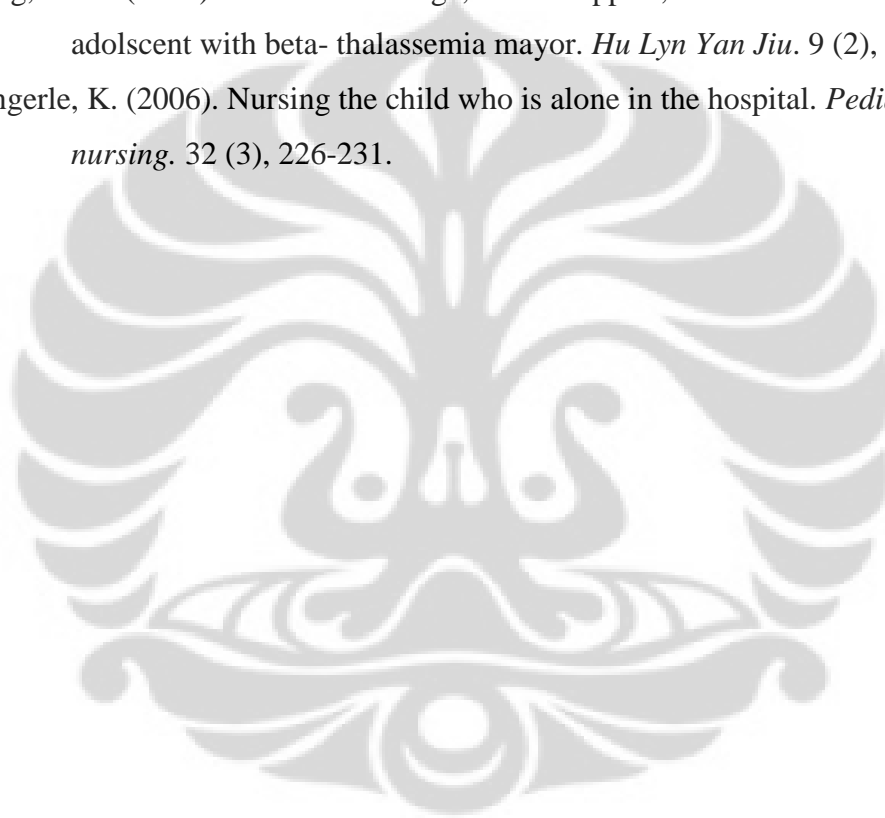 adolscent with beta- thalassemia mayor. Hu Lyn Yan Jiu. 9 (2),
ngerle, K. (2006). Nursing the child who is alone in the hospital. Pedi
nursing. 32 (3), 226-231.